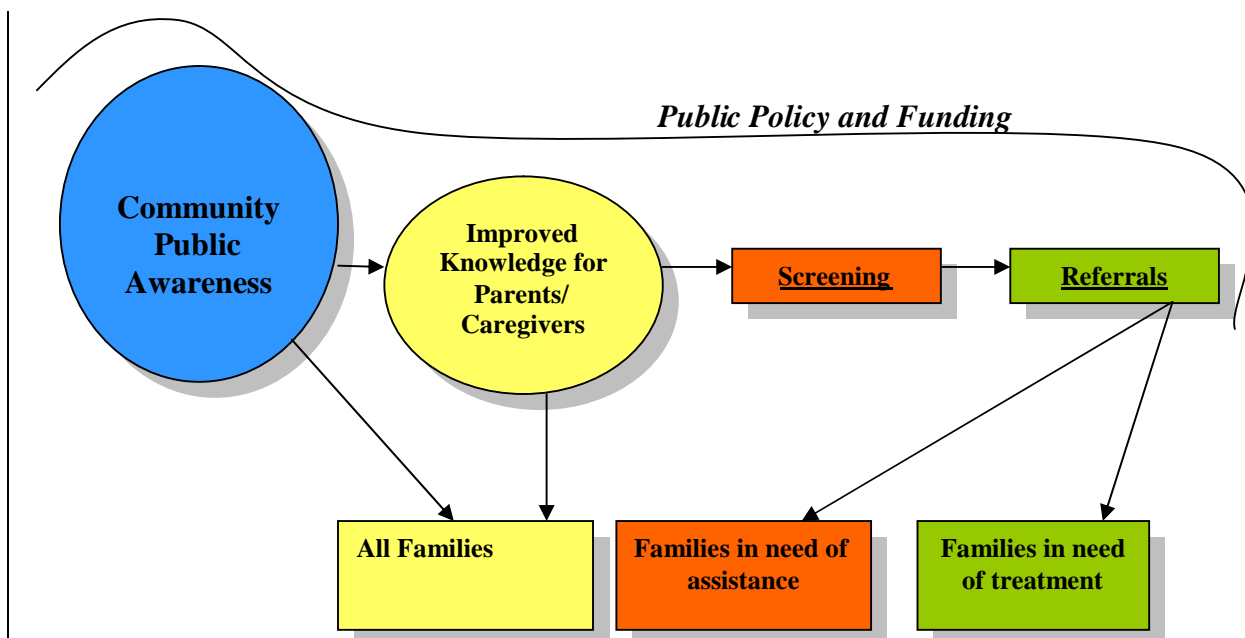 Public Policy and Funding
Community
Public
Awareness
Improved
Knowledge for
Parents/
Caregivers
Screening
Referrals
All Families
Families in need of
assistance
Families in need
of treatment